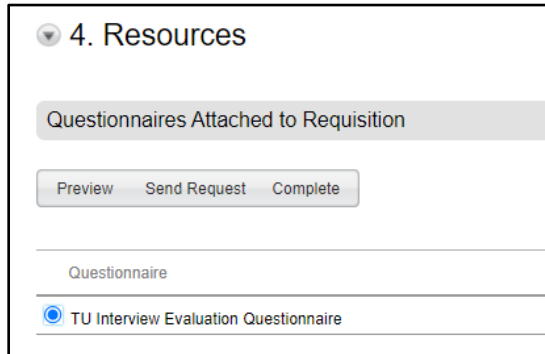 4. Resources
Questionnaires Attached to Requisition
Preview Send Request Complete
Questionnaire
TU Interview Evaluation Questionnaire